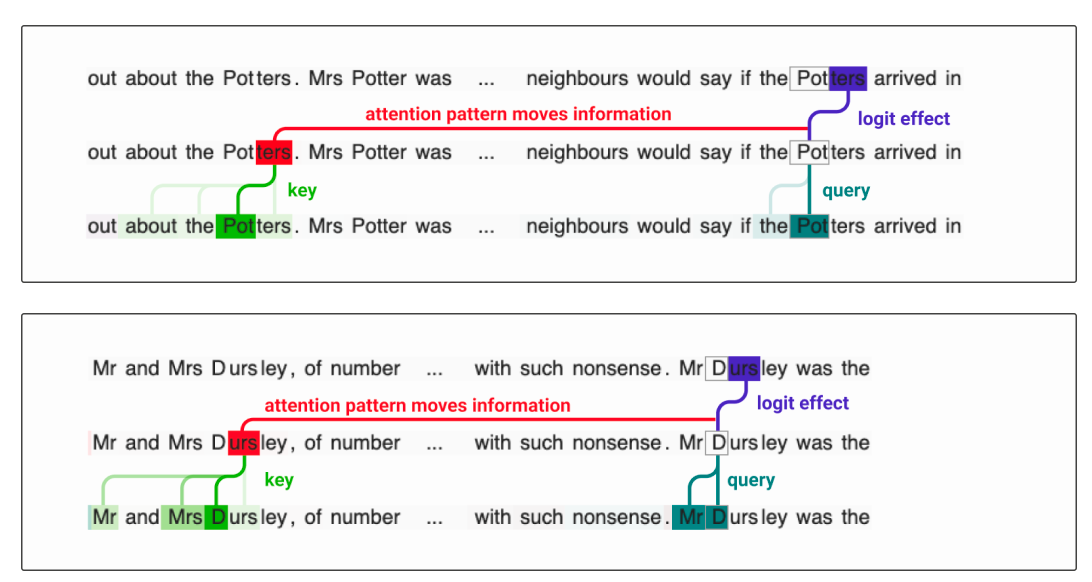 out about the Potters. Mrs Potter was ... neighbours would say if the Potters arrived in
attention pattern moves information
logit effect
out about the Potters. Mrs Potter was ... neighbours would say if the Potters arrived in
key
query
out about the Potters. Mrs Potter was ... neighbours would say if the Potters arrived in
Mr and Mrs Dursley, of number ... with such nonsense. Mr Dursley was the
attention pattern moves information
logit effect
Mr and Mrs Dursley, of number ... with such nonsense. Mr Dursley was the
key
query
Mr and Mrs Dursley, of number ... with such nonsense. Mr Dursley was the